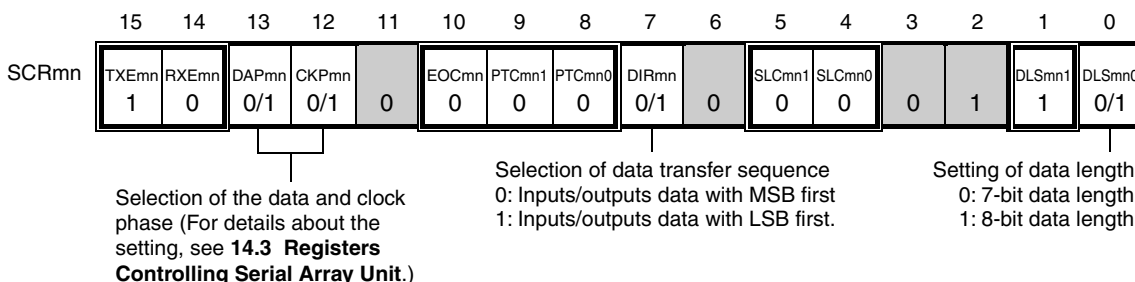 15 14 13 12 11 10 9 8 7 6 5 4 3 2 1 0
SCRmn TXEmn RXEmn DAPmn CKPmn EOCmn PTCmn1 PTCmn0 DIRmn SLCmn1 SLCmn0 DLSmn1 DLSmn0
1 0 0/1 0/1 0 0 0 0 0/1 0 0 0 0 1 1 0/1
Selection of the data and clock
phase (For details about the
setting, see 14.3 Registers
Controlling Serial Array Unit.)
Selection of data transfer sequence
0: Inputs/outputs data with MSB first
1: Inputs/outputs data with LSB first.
Setting of data length
0: 7-bit data length
1: 8-bit data length